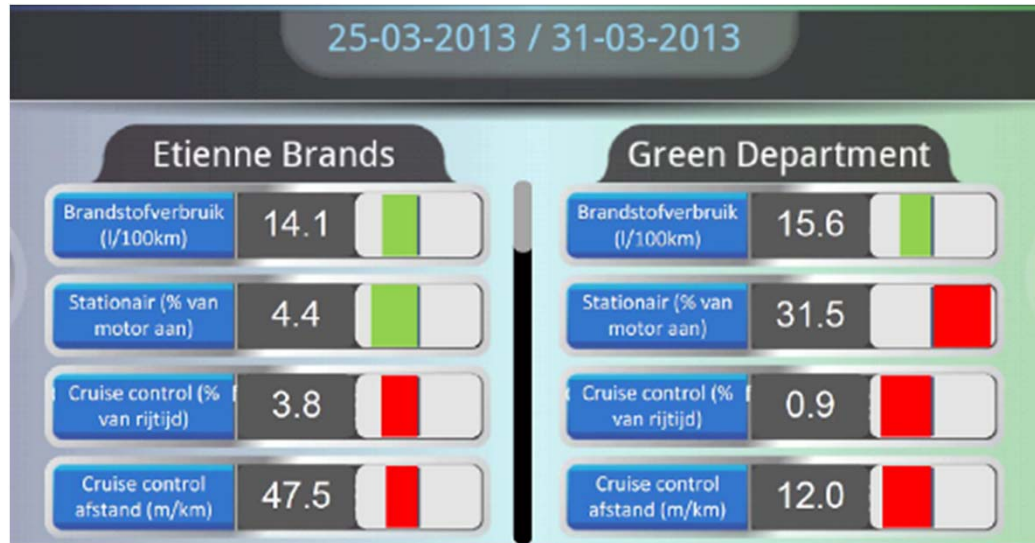 25-03-2013 / 31-03-2013
Etienne Brands
Brandstofverbruik
(l/100km)
14.1
Stationair (% van
motor aan)
4.4
Cruise control (%
van rijtijd)
3.8
Cruise control
afstand (m/km)
47.5
Green Department
Brandstofverbruik
(l/100km)
15.6
Stationair (% van
motor aan)
31.5
Cruise control (%
van rijtijd)
0.9
Cruise control
afstand (m/km)
12.0